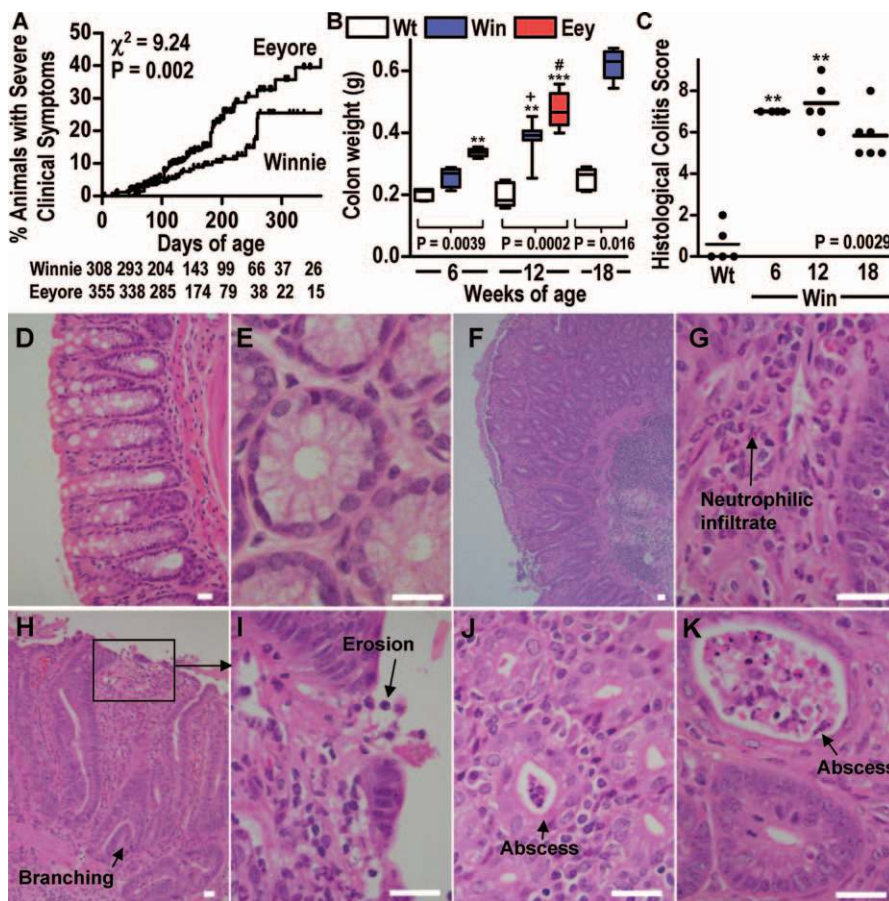 A
χ² = 9.24
P = 0.002
Eeyore
Winnie
% Animals with Severe
Clinical Symptoms
50
40
30
20
10
0
0 100 200 300
Days of age
Winnie 308 293 204 143 99 66 37 26
Eeyore 355 338 285 174 79 38 22 15
B
Wt Win Eey
Colon weight (g)
0.6
0.4
0.2
0.0
**
+
**
#
***
P = 0.0039 P = 0.0002 P = 0.016
6 12 18
Weeks of age
C
Histological Colitis Score
8
6
4
2
0
**
**
P = 0.0029
Wt 6 12 18
Win
D
E
F
G
Neutrophilic
infiltrate
H
Branching
I
Erosion
J
Abscess
K
Abscess